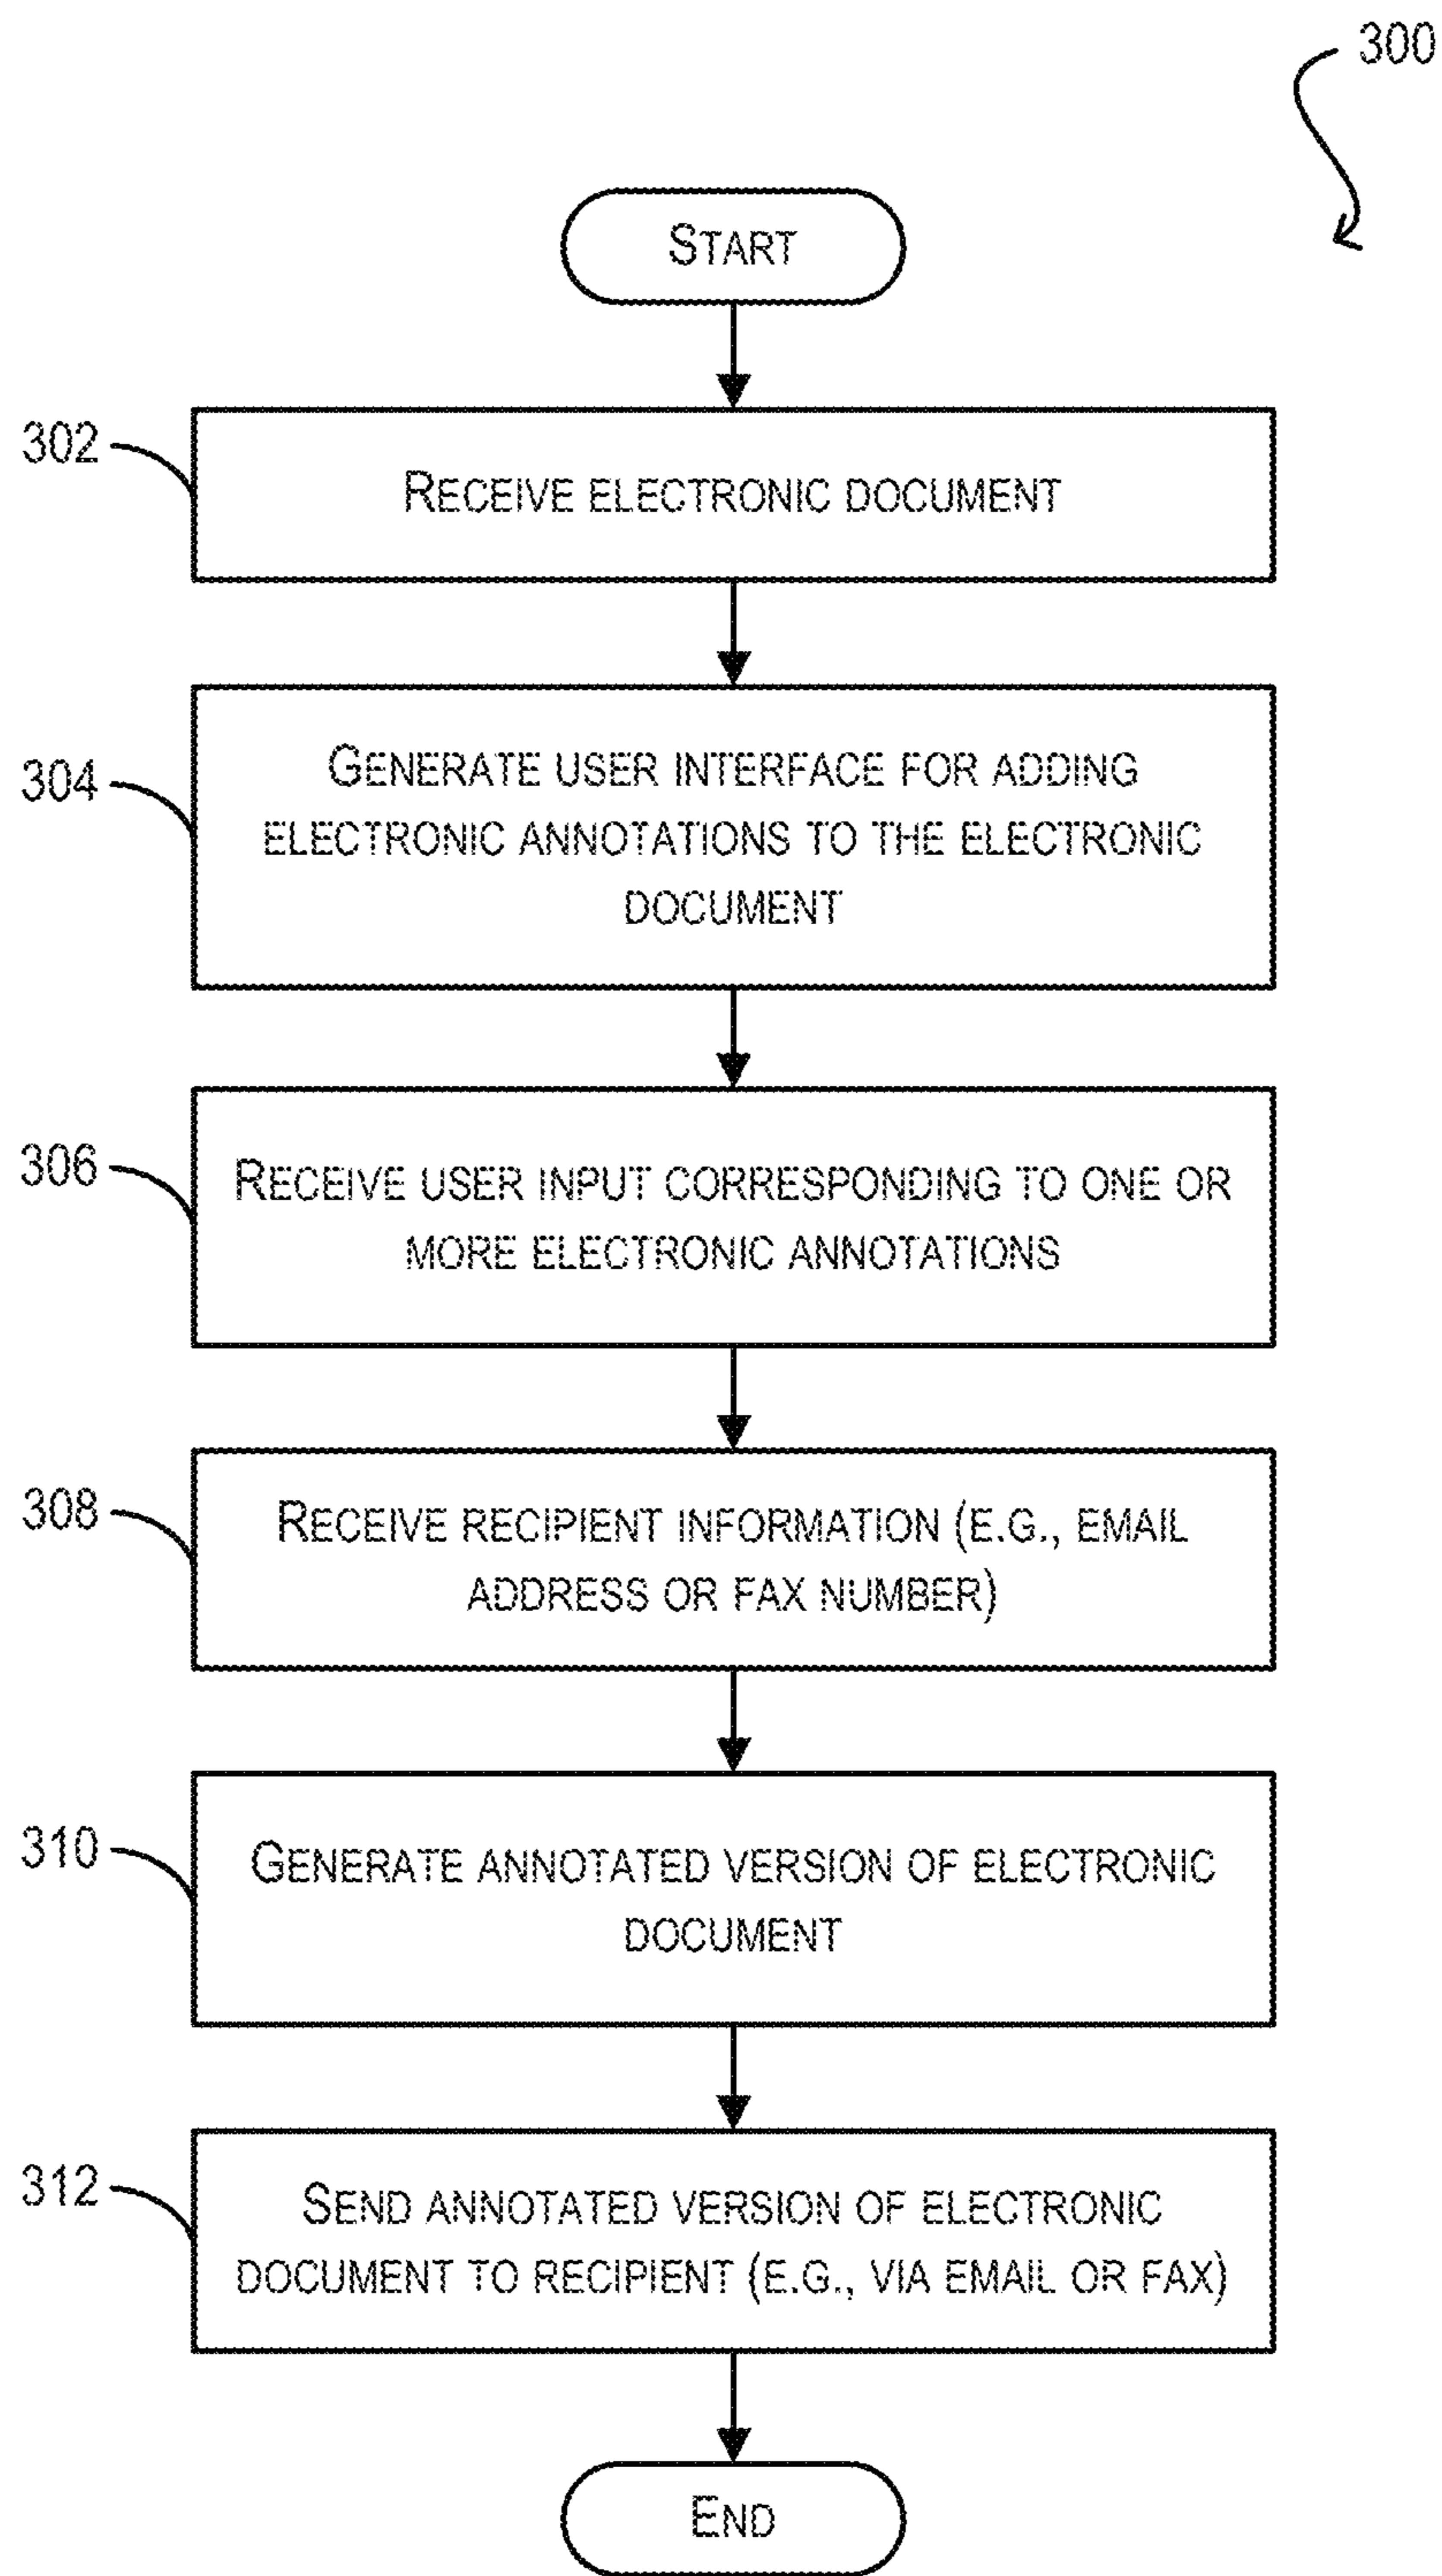 300
START
302
RECEIVE ELECTRONIC DOCUMENT
304
GENERATE USER INTERFACE FOR ADDING
ELECTRONIC ANNOTATIONS TO THE ELECTRONIC
DOCUMENT
306
RECEIVE USER INPUT CORRESPONDING TO ONE OR
MORE ELECTRONIC ANNOTATIONS
308
RECEIVE RECIPIENT INFORMATION (E.G., EMAIL
ADDRESS OR FAX NUMBER)
310
GENERATE ANNOTATED VERSION OF ELECTRONIC
DOCUMENT
312
SEND ANNOTATED VERSION OF ELECTRONIC
DOCUMENT TO RECIPIENT (E.G., VIA EMAIL OR FAX)
END